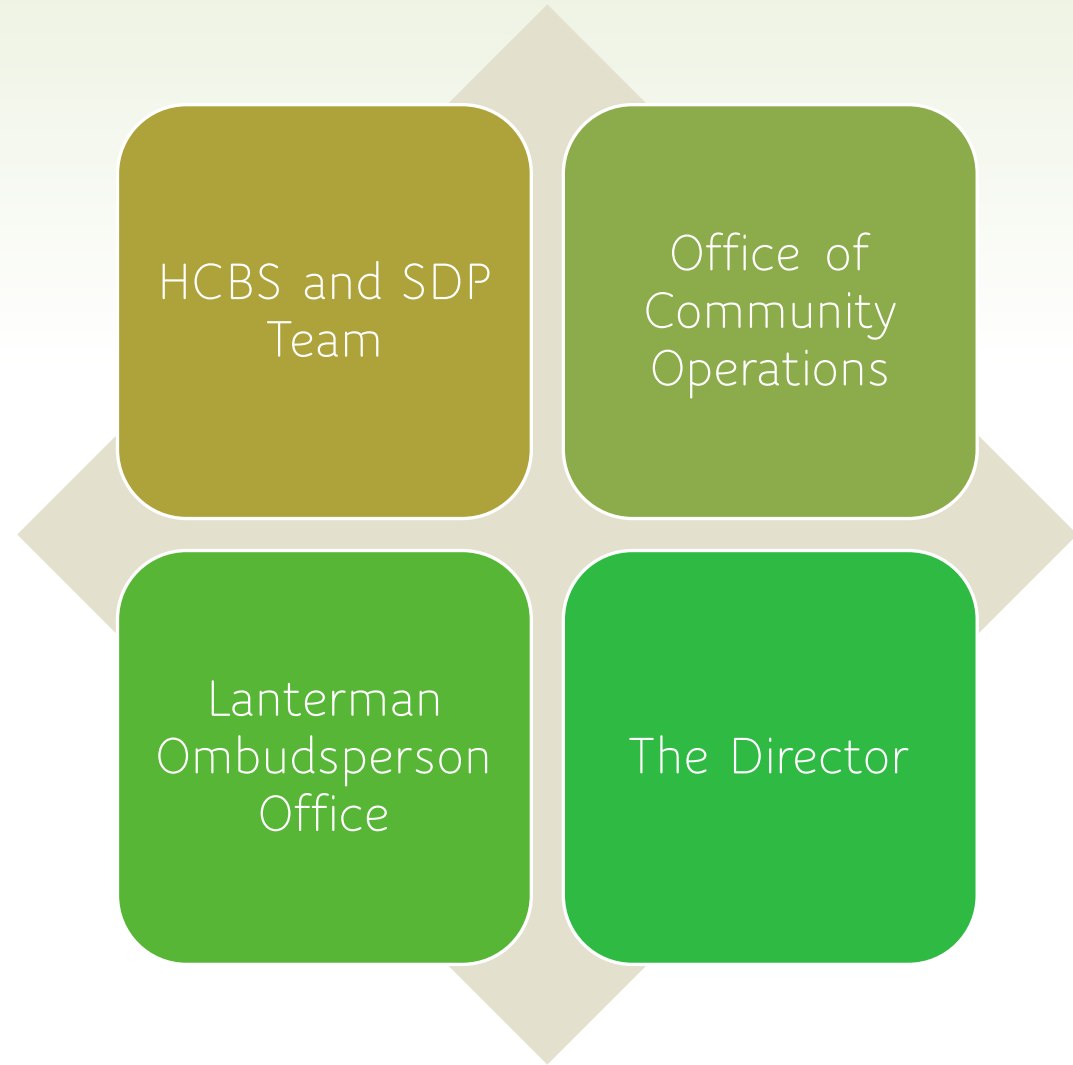 HCBS and SDP
Team
Office of
Community
Operations
Lanterman
Ombudsperson
Office
The Director